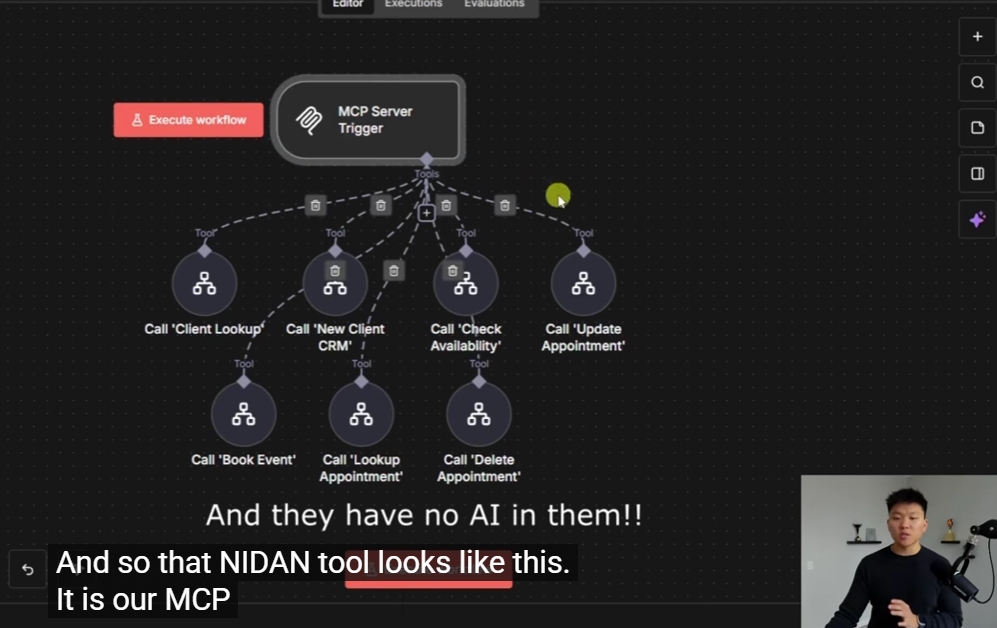 Editor Executions Evaluations
Execute workflow
MCP Server
Trigger
Tools
Tool Tool Tool Tool
Call 'Client Lookup'
Call 'New Client
CRM'
Call 'Check
Availability'
Call 'Update
Appointment'
Tool Tool Tool
Call 'Book Event'
Call 'Lookup
Appointment'
Call 'Delete
Appointment'
And they have no AI in them!!
And so that NIDAN tool looks like this.
It is our MCP